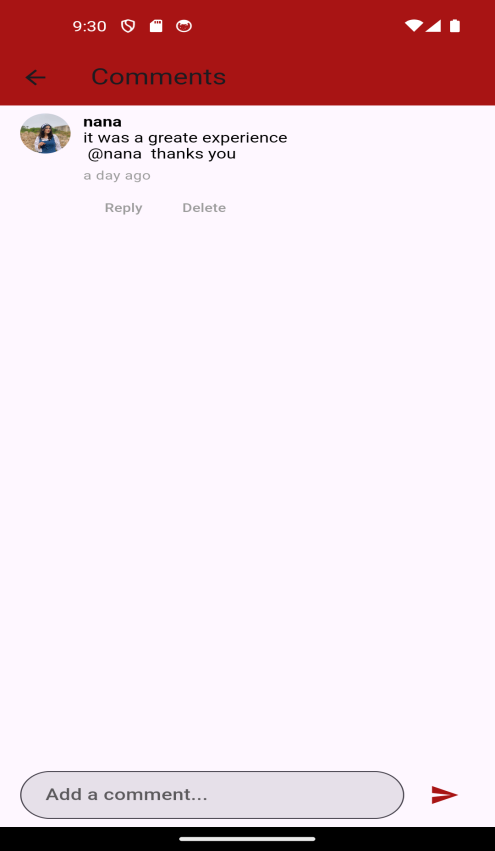 9:30
Comments
nana
it was a greate experience
@nana thanks you
a day ago
Reply Delete
Add a comment...